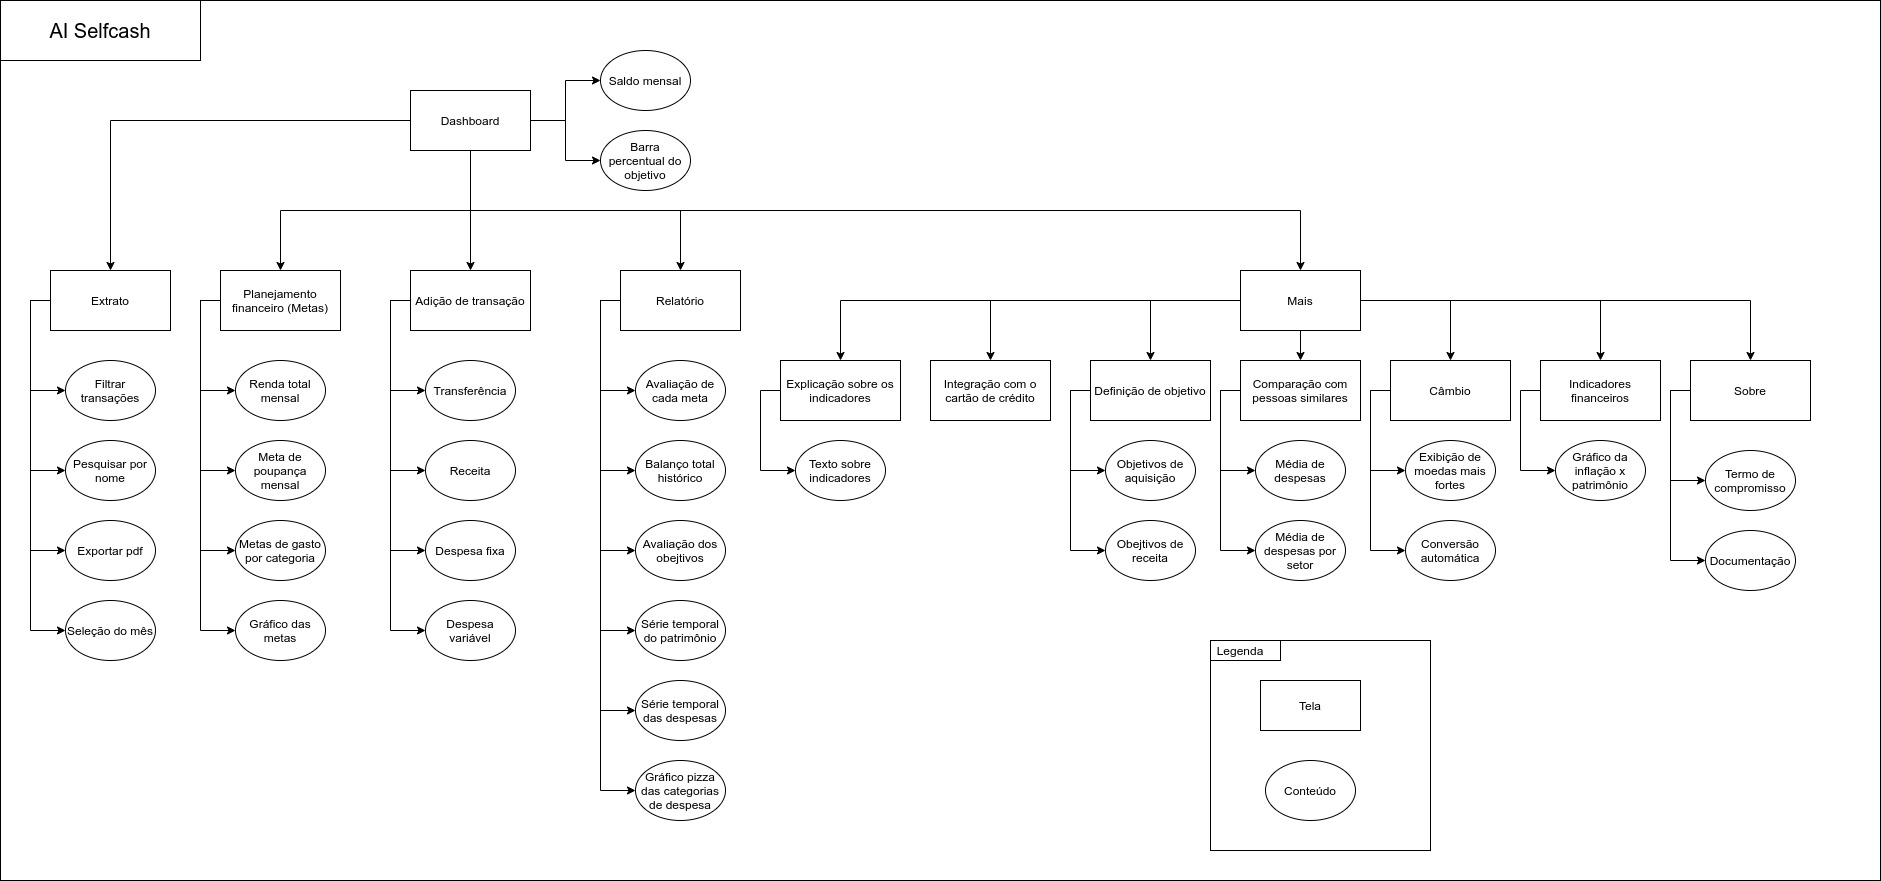 AI Selfcash
Saldo mensal
Dashboard
Barra
percentual do
objetivo
Extrato
Planejamento
financeiro (Metas)
Adição de transação
Relatório
Mais
Filtrar
transações
Renda total
mensal
Transferência
Avaliação de
cada meta
Explicação sobre os
indicadores
Integração com o
cartão de crédito
Definição de objetivo
Comparação com
pessoas similares
Câmbio
Indicadores
financeiros
Sobre
Pesquisar por
nome
Meta de
poupança
mensal
Receita
Balanço total
histórico
Texto sobre
indicadores
Objetivos de
aquisição
Média de
despesas
Exibição de
moedas mais
fortes
Gráfico da
inflação x
patrimônio
Termo de
compromisso
Exportar pdf
Metas de gasto
por categoria
Despesa fixa
Avaliação dos
obejtivos
Obejtivos de
receita
Média de
despesas por
setor
Conversão
automática
Documentação
Seleção do mês
Gráfico das
metas
Despesa
variável
Série temporal
do patrimônio
Série temporal
das despesas
Gráfico pizza
das categorias
de despesa
Legenda
Tela
Conteúdo